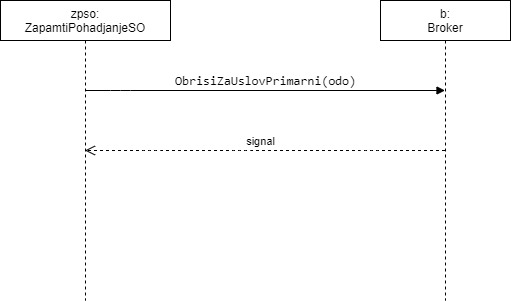 zpso:
ZapamtiPohadjanjeSO
b:
Broker
ObrisiZaUslovPrimarni(odo)
signal